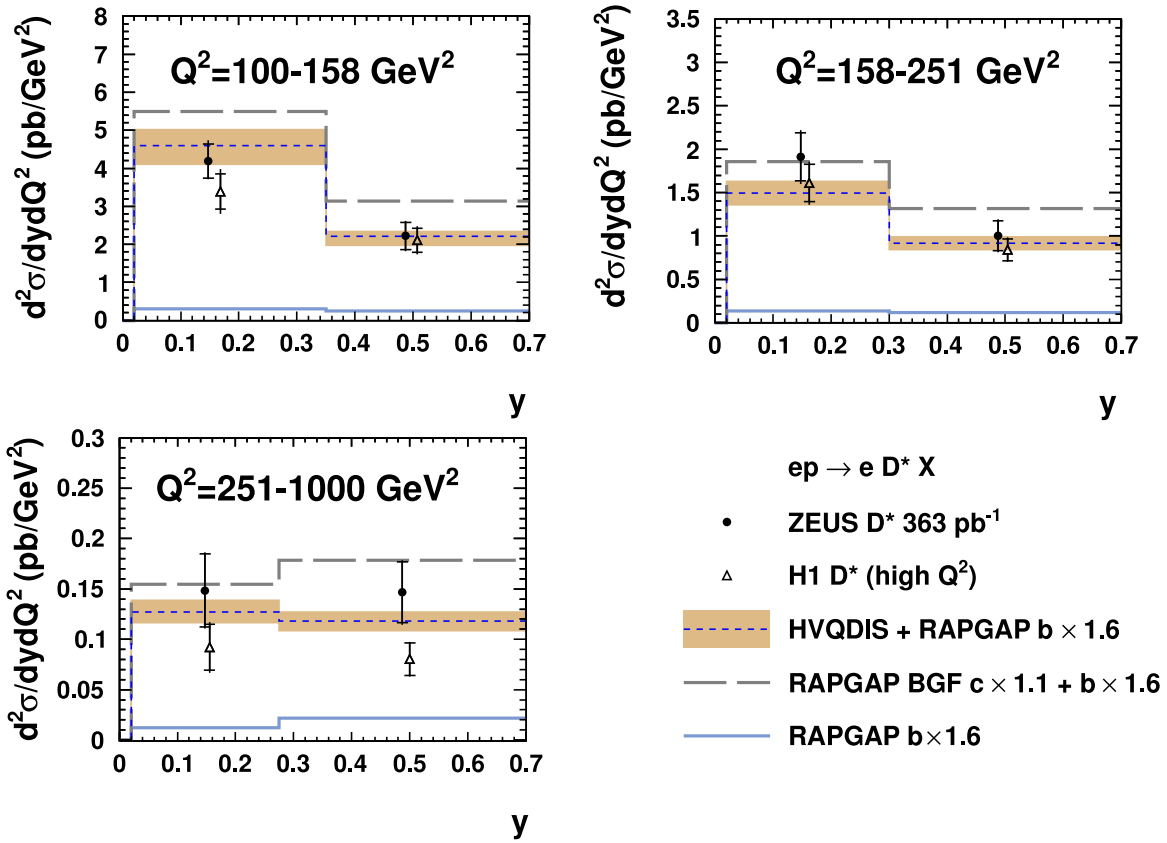 d²σ/dydQ² (pb/GeV²)
8
7
6
5
4
3
2
1
0
Q²=100-158 GeV²
0 0.1 0.2 0.3 0.4 0.5 0.6 0.7
y
d²σ/dydQ² (pb/GeV²)
3.5
3
2.5
2
1.5
1
0.5
0
Q²=158-251 GeV²
0 0.1 0.2 0.3 0.4 0.5 0.6 0.7
y
d²σ/dydQ² (pb/GeV²)
0.3
0.25
0.2
0.15
0.1
0.05
0
Q²=251-1000 GeV²
0 0.1 0.2 0.3 0.4 0.5 0.6 0.7
y
ep → e D* X
ZEUS D* 363 pb⁻¹
H1 D* (high Q²)
HVQDIS + RAPGAP b × 1.6
RAPGAP BGF c × 1.1 + b × 1.6
RAPGAP b×1.6